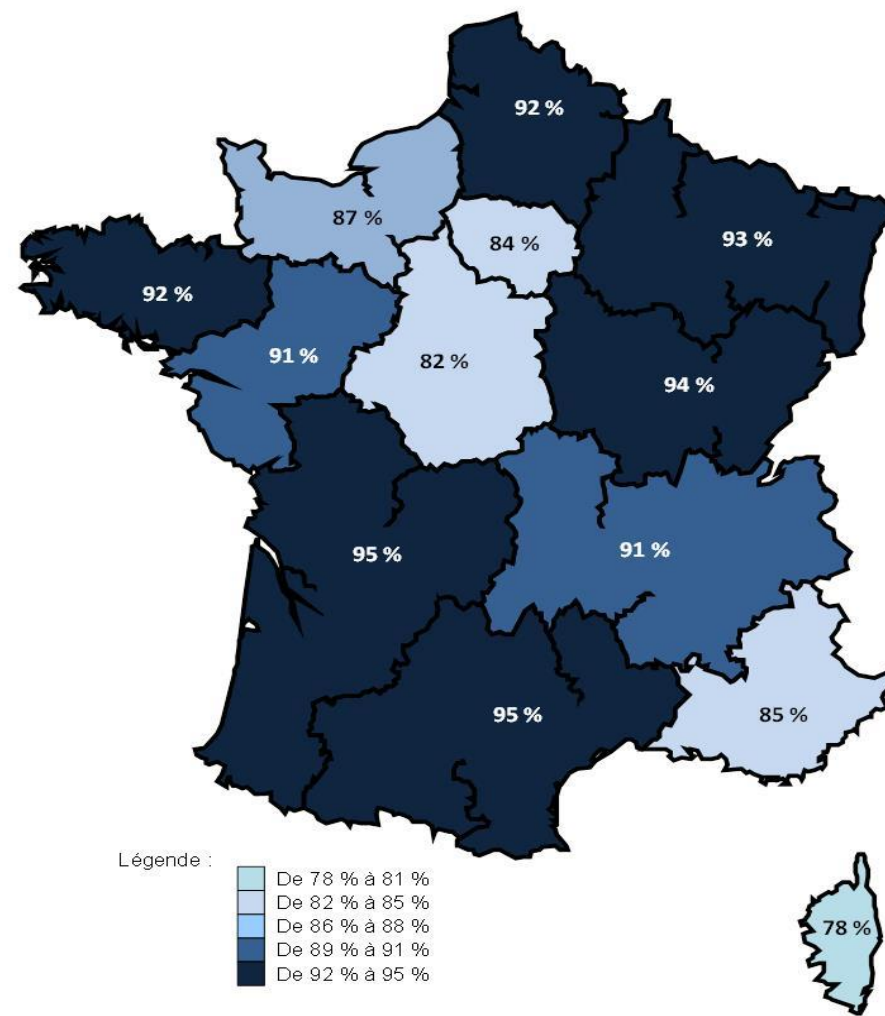 92 %
87 %
84 %
93 %
92 %
91 %
82 %
94 %
95 %
91 %
95 %
85 %
Légende :
De 78 % à 81 %
De 82 % à 85 %
De 86 % à 88 %
De 89 % à 91 %
De 92 % à 95 %
78 %